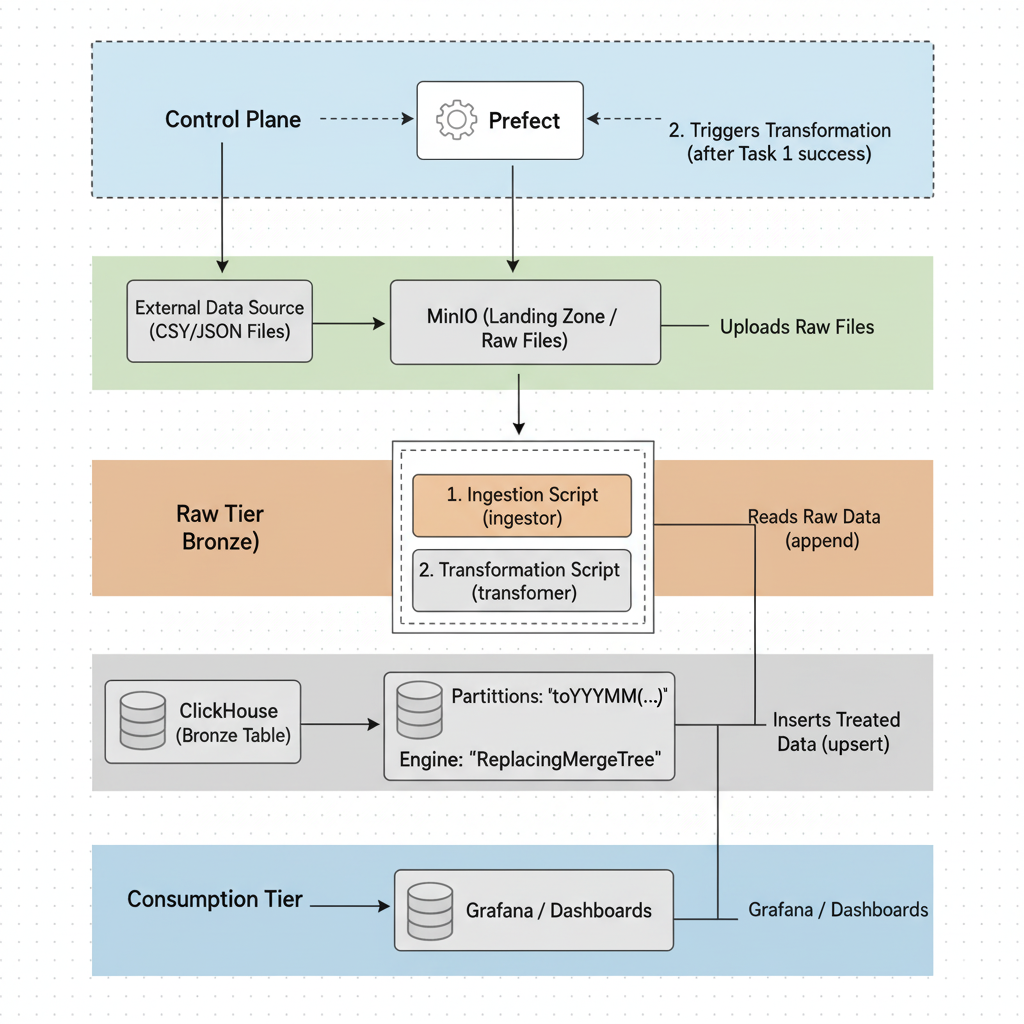 Control Plane
Prefect
2. Triggers Transformation
(after Task 1 success)
External Data Source
(CSY/JSON Files)
MinIO (Landing Zone /
Raw Files)
Uploads Raw Files
Raw Tier
Bronze)
1. Ingestion Script
(ingestor)
2. Transformation Script
(transfomer)
Reads Raw Data
(append)
ClickHouse
(Bronze Table)
Partittions: "toYYYMM(...)"
Engine: "ReplacingMergeTree"
Inserts Treated
Data (upsert)
Consumption Tier
Grafana / Dashboards
Grafana / Dashboards